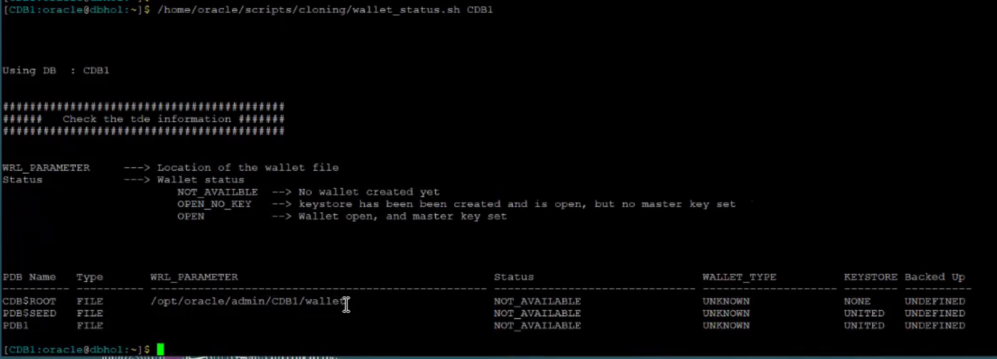 [CDB1:oracle@dbhol:~]$ /home/oracle/scripts/cloning/wallet_status.sh CDB1
Using DB : CDB1
##########################################
###### Check the tde information #######
##########################################
WRL_PARAMETER ---> Location of the wallet file
Status ---> Wallet status
NOT_AVAILBLE --> No wallet created yet
OPEN_NO_KEY --> keystore has been been created and is open, but no master key set
OPEN --> Wallet open, and master key set
PDB Name Type WRL_PARAMETER Status WALLET_TYPE KEYSTORE Backed Up
CDB$ROOT FILE /opt/oracle/admin/CDB1/wallet NOT_AVAILABLE UNKNOWN NONE UNDEFINED
PDB$SEED FILE NOT_AVAILABLE UNKNOWN UNITED UNDEFINED
PDB1 FILE NOT_AVAILABLE UNKNOWN UNITED UNDEFINED
[CDB1:oracle@dbhol:~]$